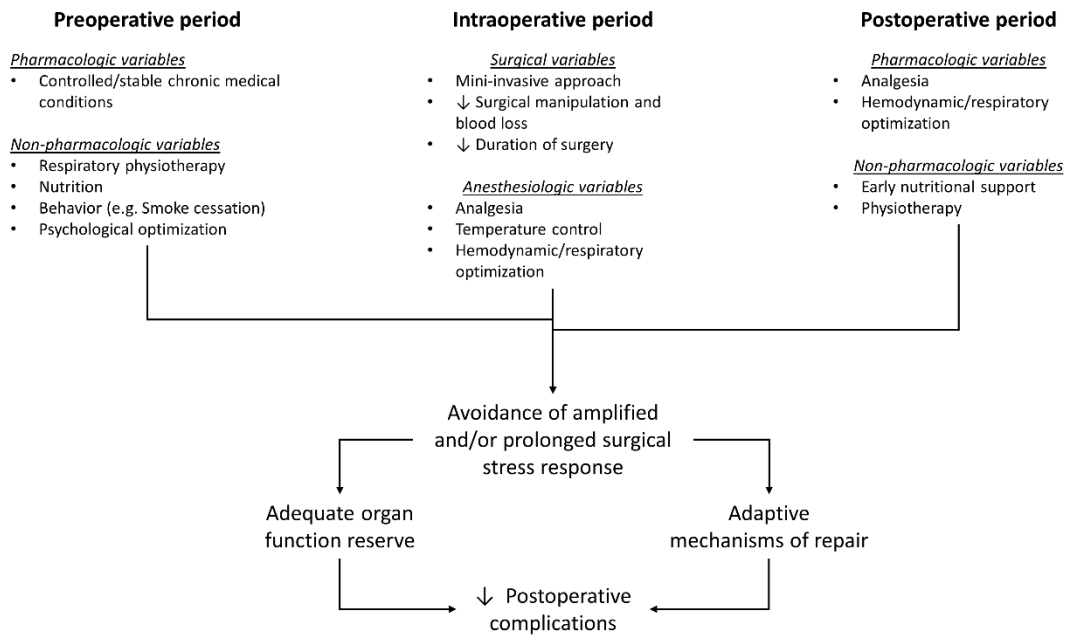 Preoperative period
Pharmacologic variables
• Controlled/stable chronic medical
conditions
Non-pharmacologic variables
• Respiratory physiotherapy
• Nutrition
• Behavior (e.g. Smoke cessation)
• Psychological optimization
Intraoperative period
Surgical variables
• Mini-invasive approach
• ↓ Surgical manipulation and
blood loss
• ↓ Duration of surgery
Anesthesiologic variables
• Analgesia
• Temperature control
• Hemodynamic/respiratory
optimization
Postoperative period
Pharmacologic variables
• Analgesia
• Hemodynamic/respiratory
optimization
Non-pharmacologic variables
• Early nutritional support
• Physiotherapy
Avoidance of amplified
and/or prolonged surgical
stress response
Adequate organ
function reserve
Adaptive
mechanisms of repair
↓ Postoperative
complications